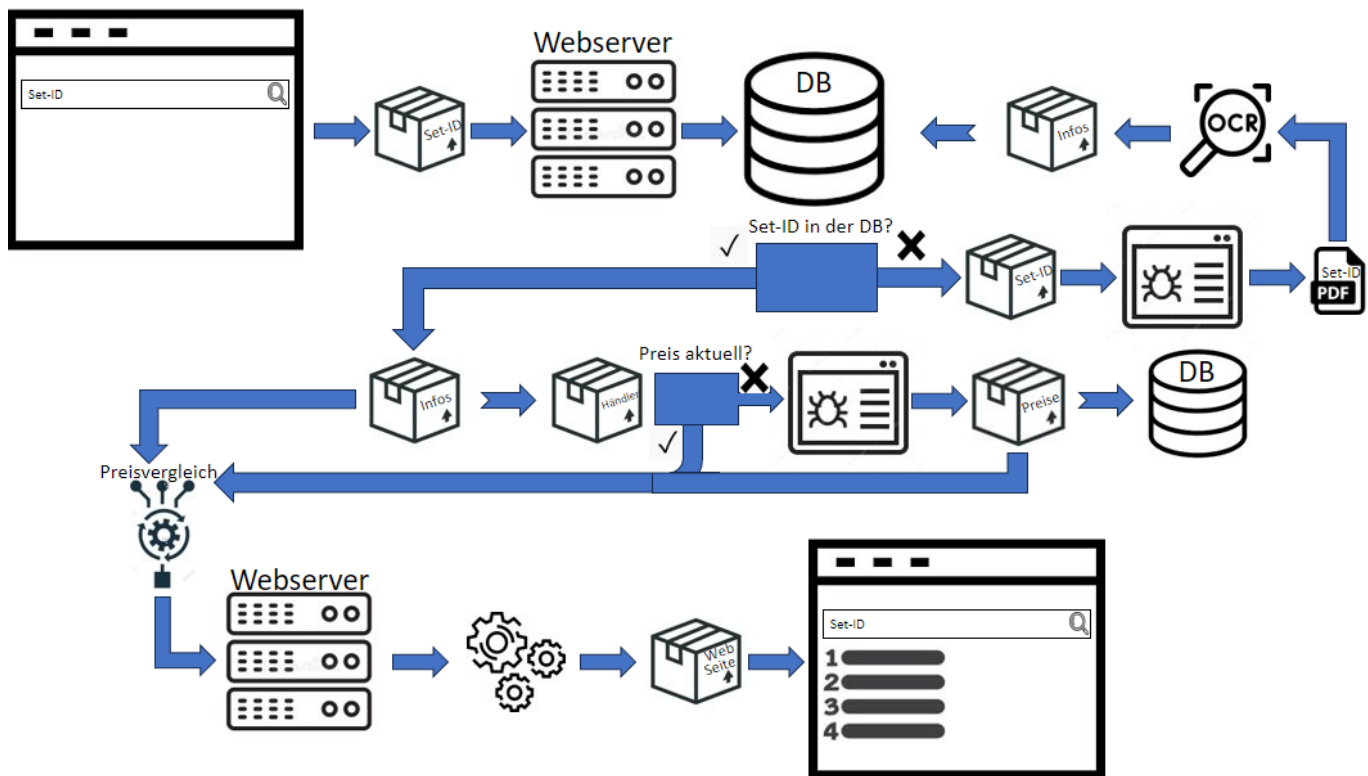 Set-ID
Set-ID
Webserver
DB
Infos
OCR
Set-ID in der DB?
Set-ID
Set-ID
PDF
Infos
Händler
Preis aktuell?
Preise
DB
Preisvergleich
Webserver
Web
Seite
Set-ID
1
2
3
4